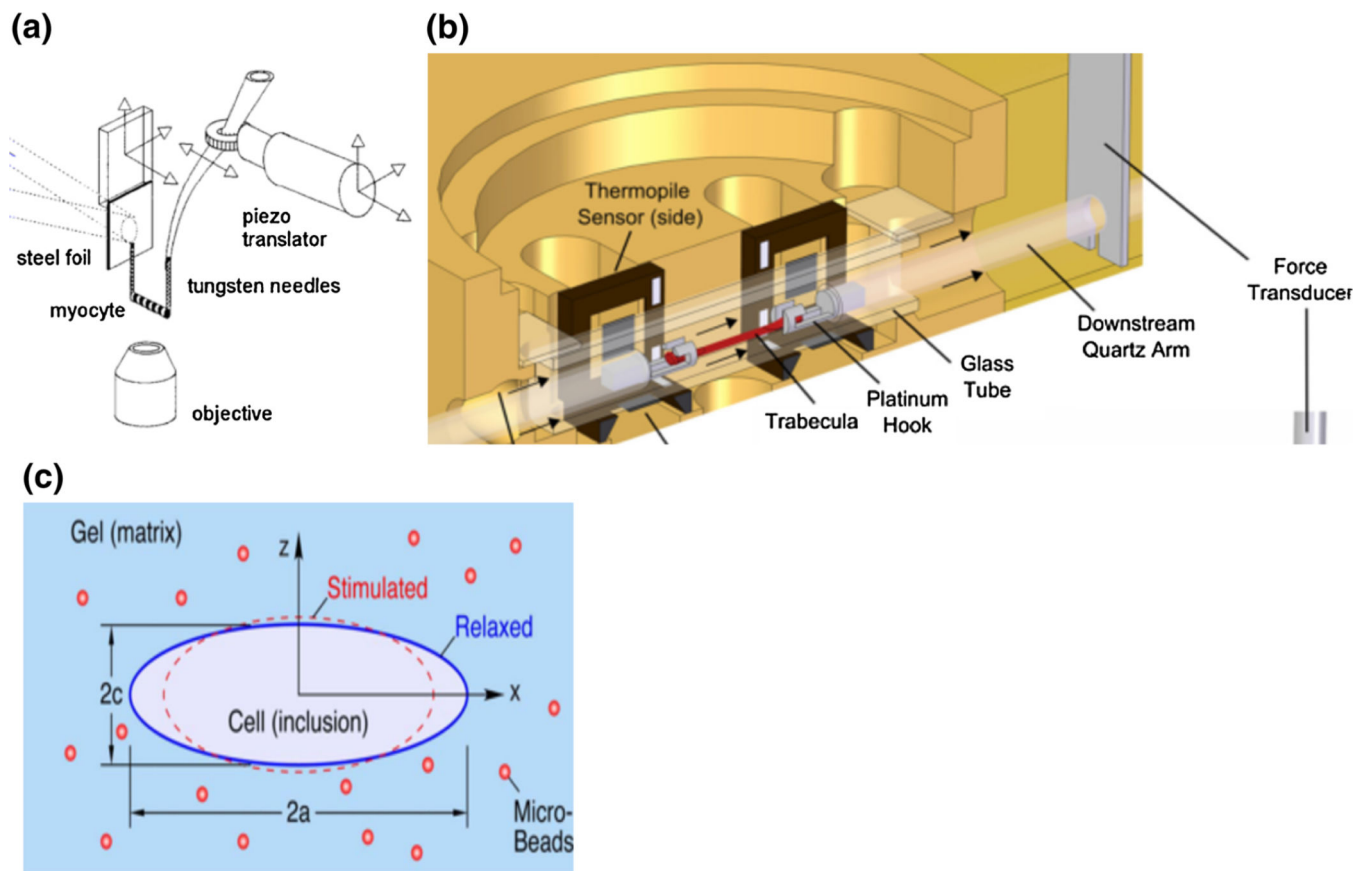 (a)
steel foil
myocyte
piezo
translator
tungsten needles
objective
(b)
Thermopile
Sensor (side)
Force
Transducer
Downstream
Quartz Arm
Glass
Tube
Platinum
Hook
Trabecula
(c)
Gel (matrix)
z
Stimulated
Relaxed
x
2c
Cell (inclusion)
2a
Micro-
Beads